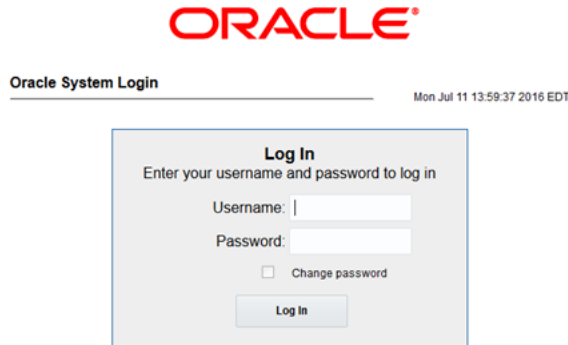 ORACLE®
Oracle System Login
Mon Jul 11 13:59:37 2016 EDT
Log In
Enter your username and password to log in
Username:
Password:
Change password
Log In